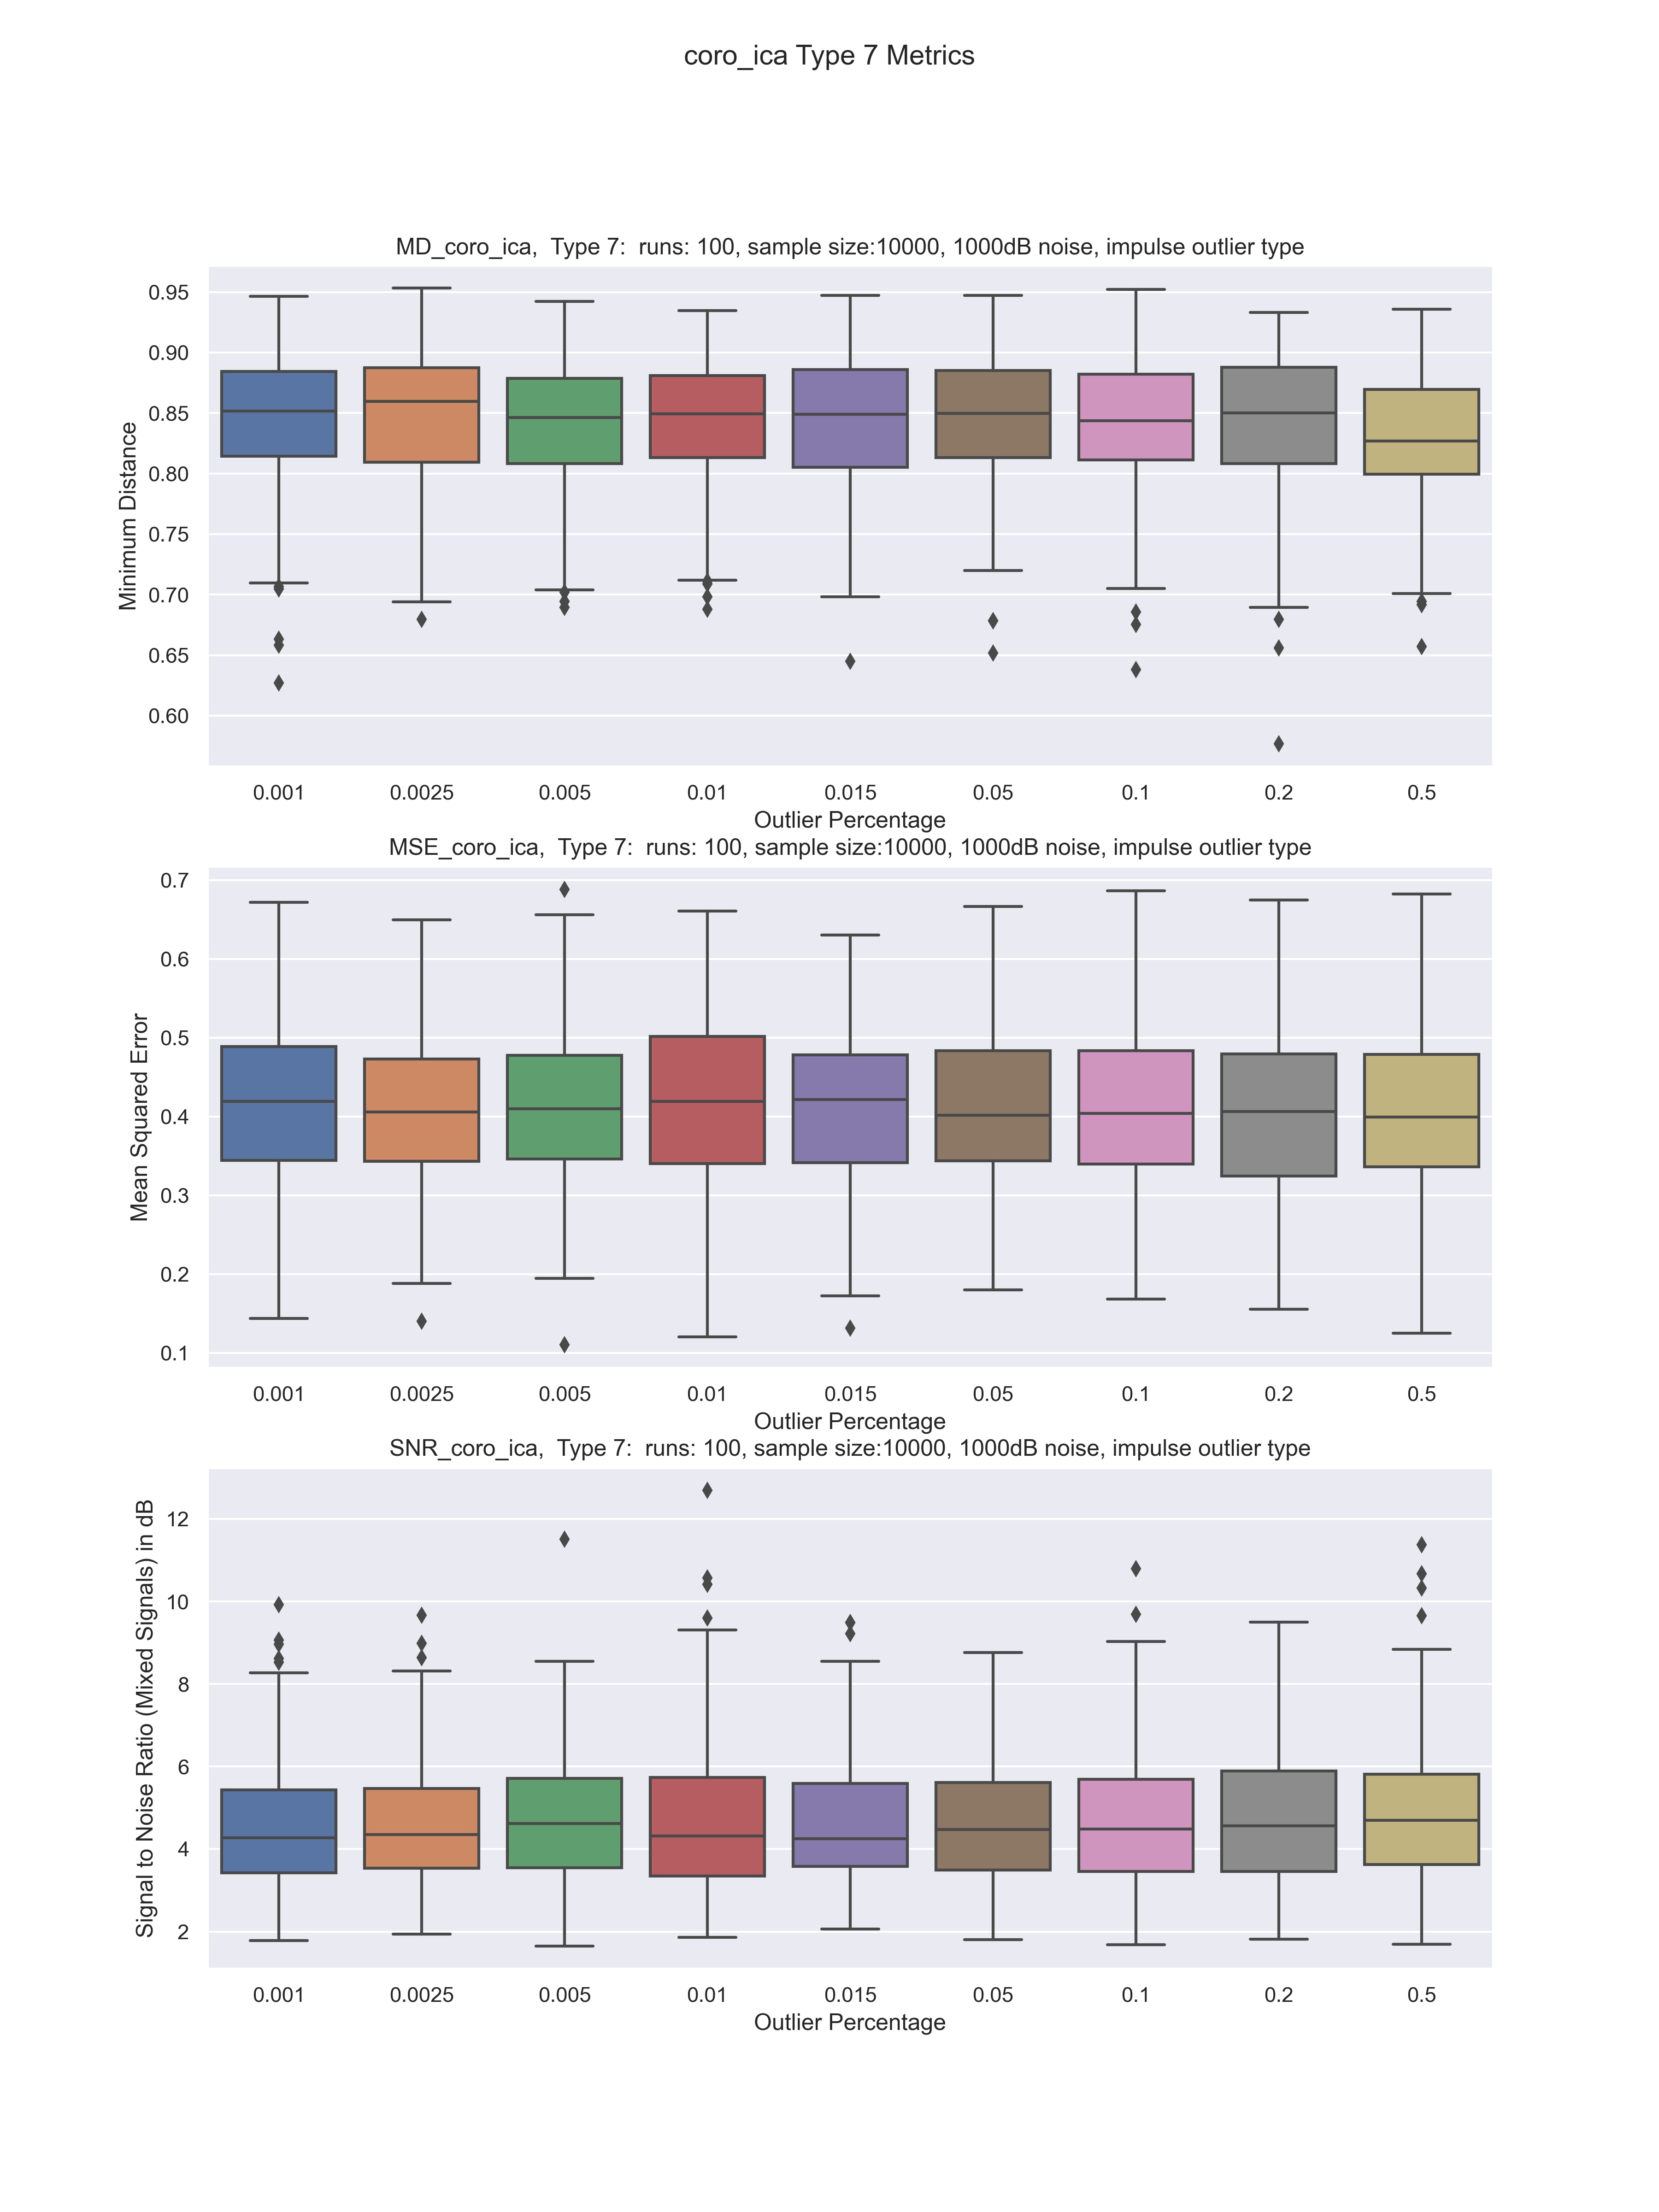 coro_ica Type 7 Metrics
MD_coro_ica,  Type 7:  runs: 100, sample size:10000, 1000dB noise, impulse outlier type
Minimum Distance
0.95
0.90
0.85
0.80
0.75
0.70
0.65
0.60
0.001 0.0025 0.005 0.01 0.015 0.05 0.1 0.2 0.5
Outlier Percentage
MSE_coro_ica,  Type 7:  runs: 100, sample size:10000, 1000dB noise, impulse outlier type
Mean Squared Error
0.7
0.6
0.5
0.4
0.3
0.2
0.1
0.001 0.0025 0.005 0.01 0.015 0.05 0.1 0.2 0.5
Outlier Percentage
SNR_coro_ica,  Type 7:  runs: 100, sample size:10000, 1000dB noise, impulse outlier type
Signal to Noise Ratio (Mixed Signals) in dB
12
10
8
6
4
2
0.001 0.0025 0.005 0.01 0.015 0.05 0.1 0.2 0.5
Outlier Percentage